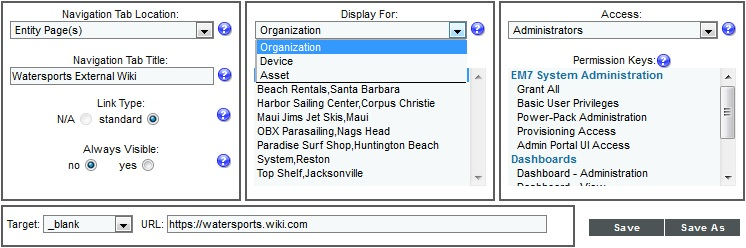 Navigation Tab Location:
Entity Page(s)
Navigation Tab Title:
Watersports External Wiki
Link Type:
N/A standard
Always Visible:
no yes
Display For:
Organization
Organization
Device
Asset
Beach Rentals,Santa Barbara
Harbor Sailing Center,Corpus Christie
Maui Jims Jet Skis,Maui
OBX Parasailing,Nags Head
Paradise Surf Shop,Huntington Beach
System,Reston
Top Shelf,Jacksonville
Access:
Administrators
Permission Keys:
EM7 System Administration
Grant All
Basic User Privileges
Power-Pack Administration
Provisioning Access
Admin Portal UI Access
Dashboards
Dashboard - Administration
Dashboard - View
Target: _blank URL: https://watersports.wiki.com
Save Save As